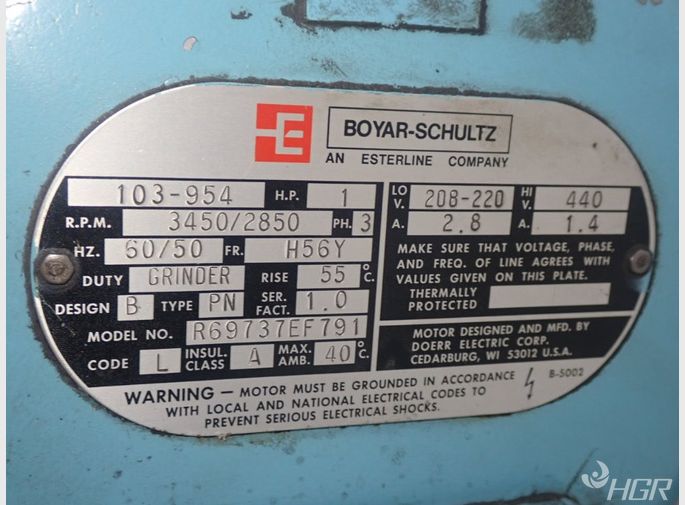 BOYAR-SCHULTZ
AN ESTERLINE COMPANY
103-954 H.P. 1
R.P.M. 3450/2850 PH. 3
HZ. 60/50 FR. H56Y
DUTY GRINDER RISE 55 °C.
DESIGN B TYPE PN SER. FACT. 1.0
MODEL NO. R69737EF791
CODE L INSUL. CLASS A MAX. AMB. 40 °C.
LO V. 208-220 HI V. 440
A. 2.8 A. 1.4
MAKE SURE THAT VOLTAGE, PHASE,
AND FREQ. OF LINE AGREES WITH
VALUES GIVEN ON THIS PLATE.
THERMALLY
PROTECTED
MOTOR DESIGNED AND MFD. BY
DOERR ELECTRIC CORP.
CEDARBURG, WI 53012 U.S.A.
B-5002
WARNING — MOTOR MUST BE GROUNDED IN ACCORDANCE
WITH LOCAL AND NATIONAL ELECTRICAL CODES TO
PREVENT SERIOUS ELECTRICAL SHOCKS.
HGR